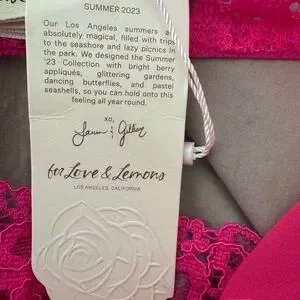 SUMMER 2023
Our Los Angeles summers are
absolutely magical, filled with trips
to the seashore and lazy picnics in
the park. We designed the Summer
'23 Collection with bright berry
appliqués, glittering gardens,
dancing butterflies, and pastel
seashells, so you can hold onto this
feeling all year round.
xo,
for Love & Lemons
LOS ANGELES, CALIFORNIA